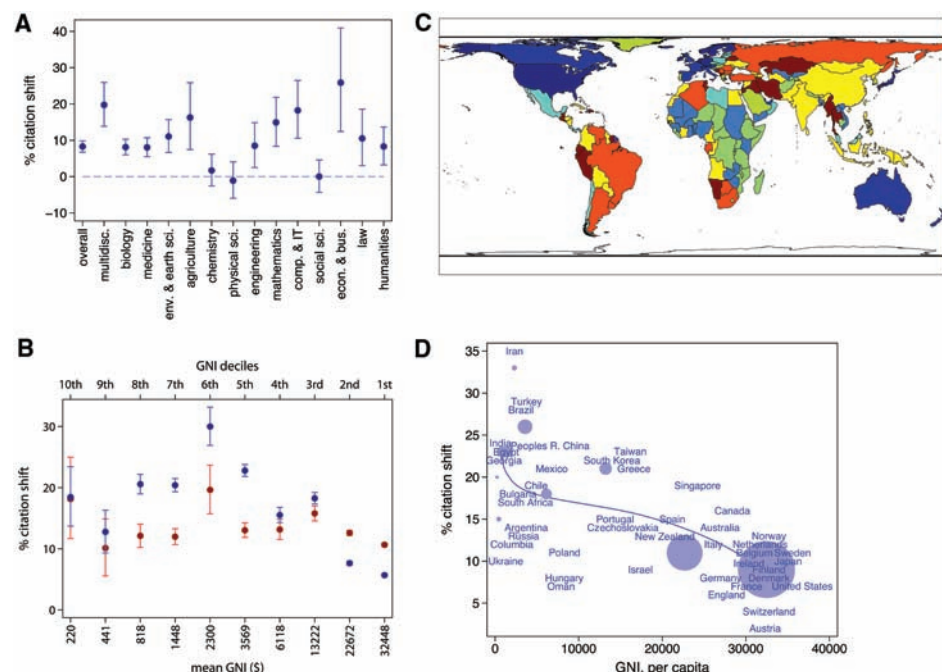 A
% citation shift
40
30
20
10
0
−10
overall
multidisc.
biology
medicine
env. & earth sci.
agriculture
chemistry
physical sci.
engineering
mathematics
comp. & IT
social sci.
econ. & bus.
law
humanities
C
B
GNI deciles
10th 9th 8th 7th 6th 5th 4th 3rd 2nd 1st
% citation shift
30
20
10
0
220
441
818
1448
2300
3569
6118
13222
22672
32448
mean GNI ($)
D
% citation shift
35
30
25
20
15
10
5
Iran
Turkey
Brazil
Indian
Peoples R. China
Egypt
Taiwan
Georgia
South Korea
Mexico
Greece
Chile
Singapore
Bulgaria
South Africa
Canada
Portugal
Spain
Argentina
Czechoslovakia
Australia
Russia
New Zealand
Norway
Columbia
Italy
Netherlands
Poland
Belgium
Sweden
Ukraine
Ireland
Japan
Israel
Finland
Hungary
Germany
Denmark
Oman
France
United States
England
Switzerland
Austria
0 10000 20000 30000 40000
GNI, per capita